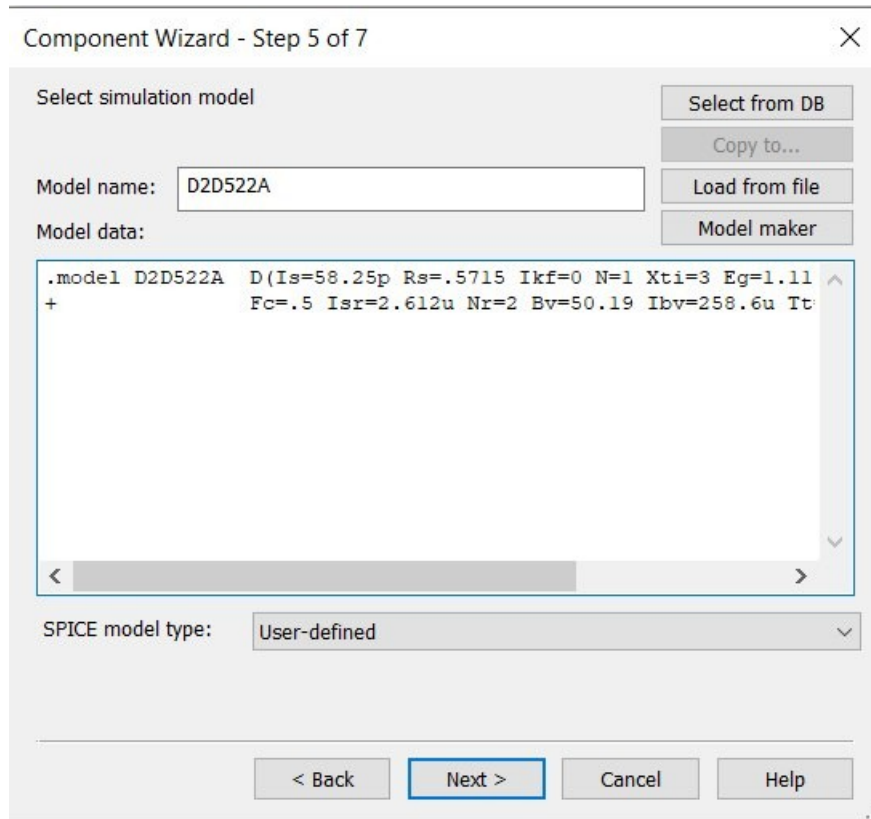 Component Wizard - Step 5 of 7
Select simulation model
Select from DB
Copy to...
Model name:
D2D522A
Load from file
Model data:
Model maker
.model D2D522A D(Is=58.25p Rs=.5715 Ikf=0 N=1 Xti=3 Eg=1.11
+ Fc=.5 Isr=2.612u Nr=2 Bv=50.19 Ibv=258.6u Tt
SPICE model type:
User-defined
< Back
Next >
Cancel
Help